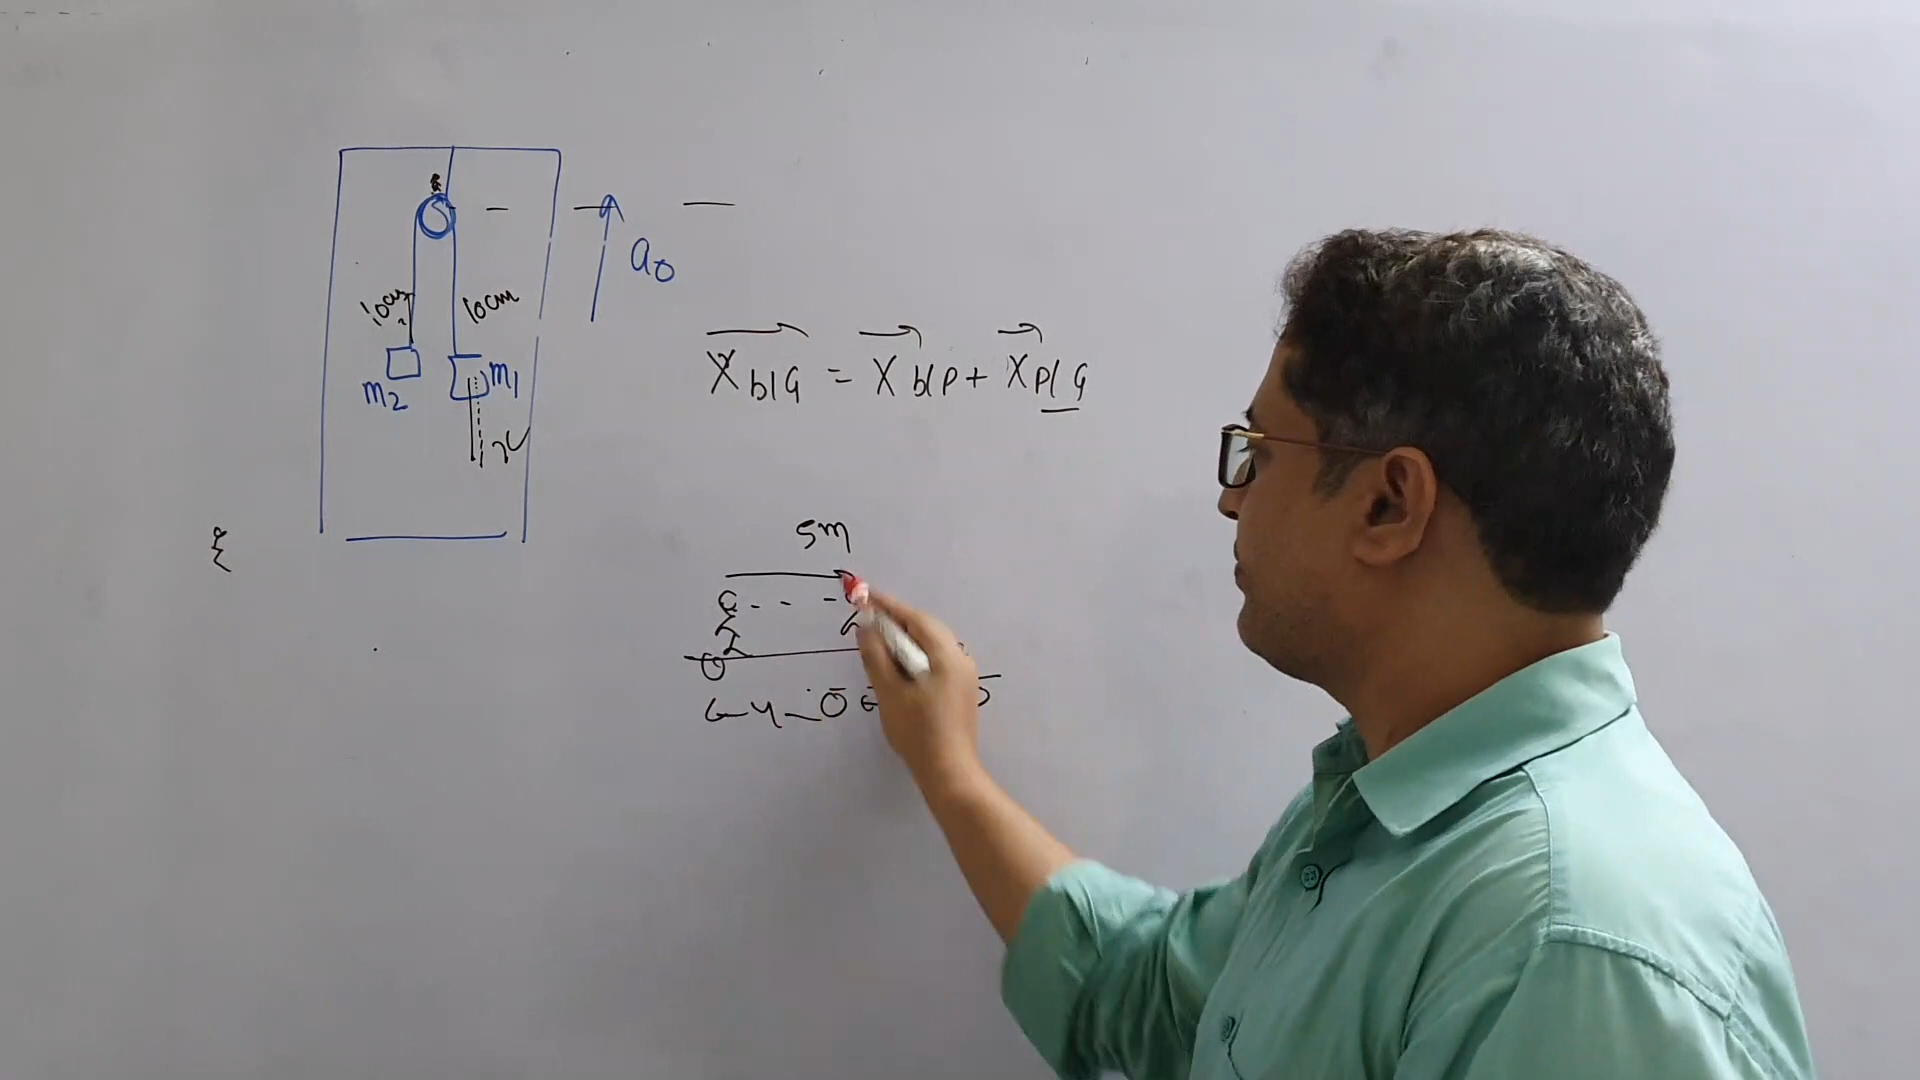 a₀
10cm
10cm
m₂
m₁
x
X⃗ b|G = X⃗ b|P + X⃗ P|G
5m
O